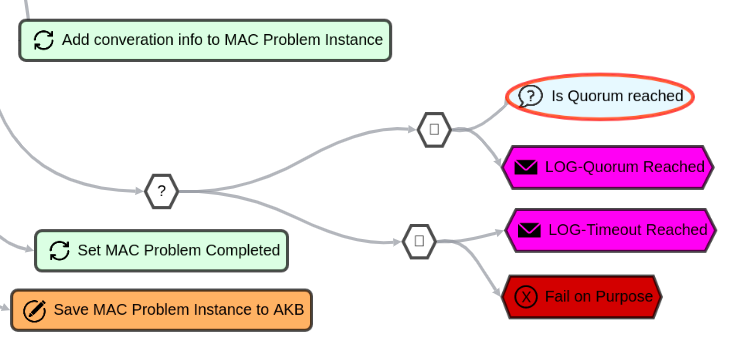 Add converation info to MAC Problem Instance
? Is Quorum reached
LOG-Quorum Reached
?
LOG-Timeout Reached
Set MAC Problem Completed
X Fail on Purpose
Save MAC Problem Instance to AKB